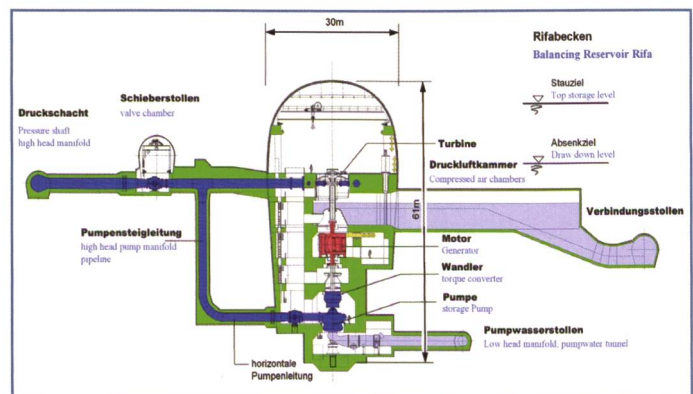 30m
Rifabecken
Balancing Reservoir Rifa
Stauziel
Top storage level
Absenkziel
Draw down level
Schieberstollen
valve chamber
Druckschacht
Pressure shaft
high head manifold
Turbine
Druckluftkammer
Compressed air chambers
61m
Verbindungsstollen
Pumpensteigleitung
high head pump manifold
pipeline
Motor
Generator
Wandler
torque converter
Pumpe
storage Pump
Pumpwasserstollen
Low head manifold, pumpwater tunnel
horizontale
Pumpenleitung